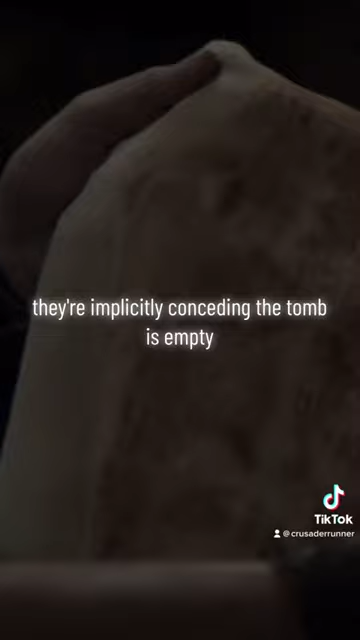 they're implicitly conceding the tomb
is empty
TikTok
@crusaderrunner